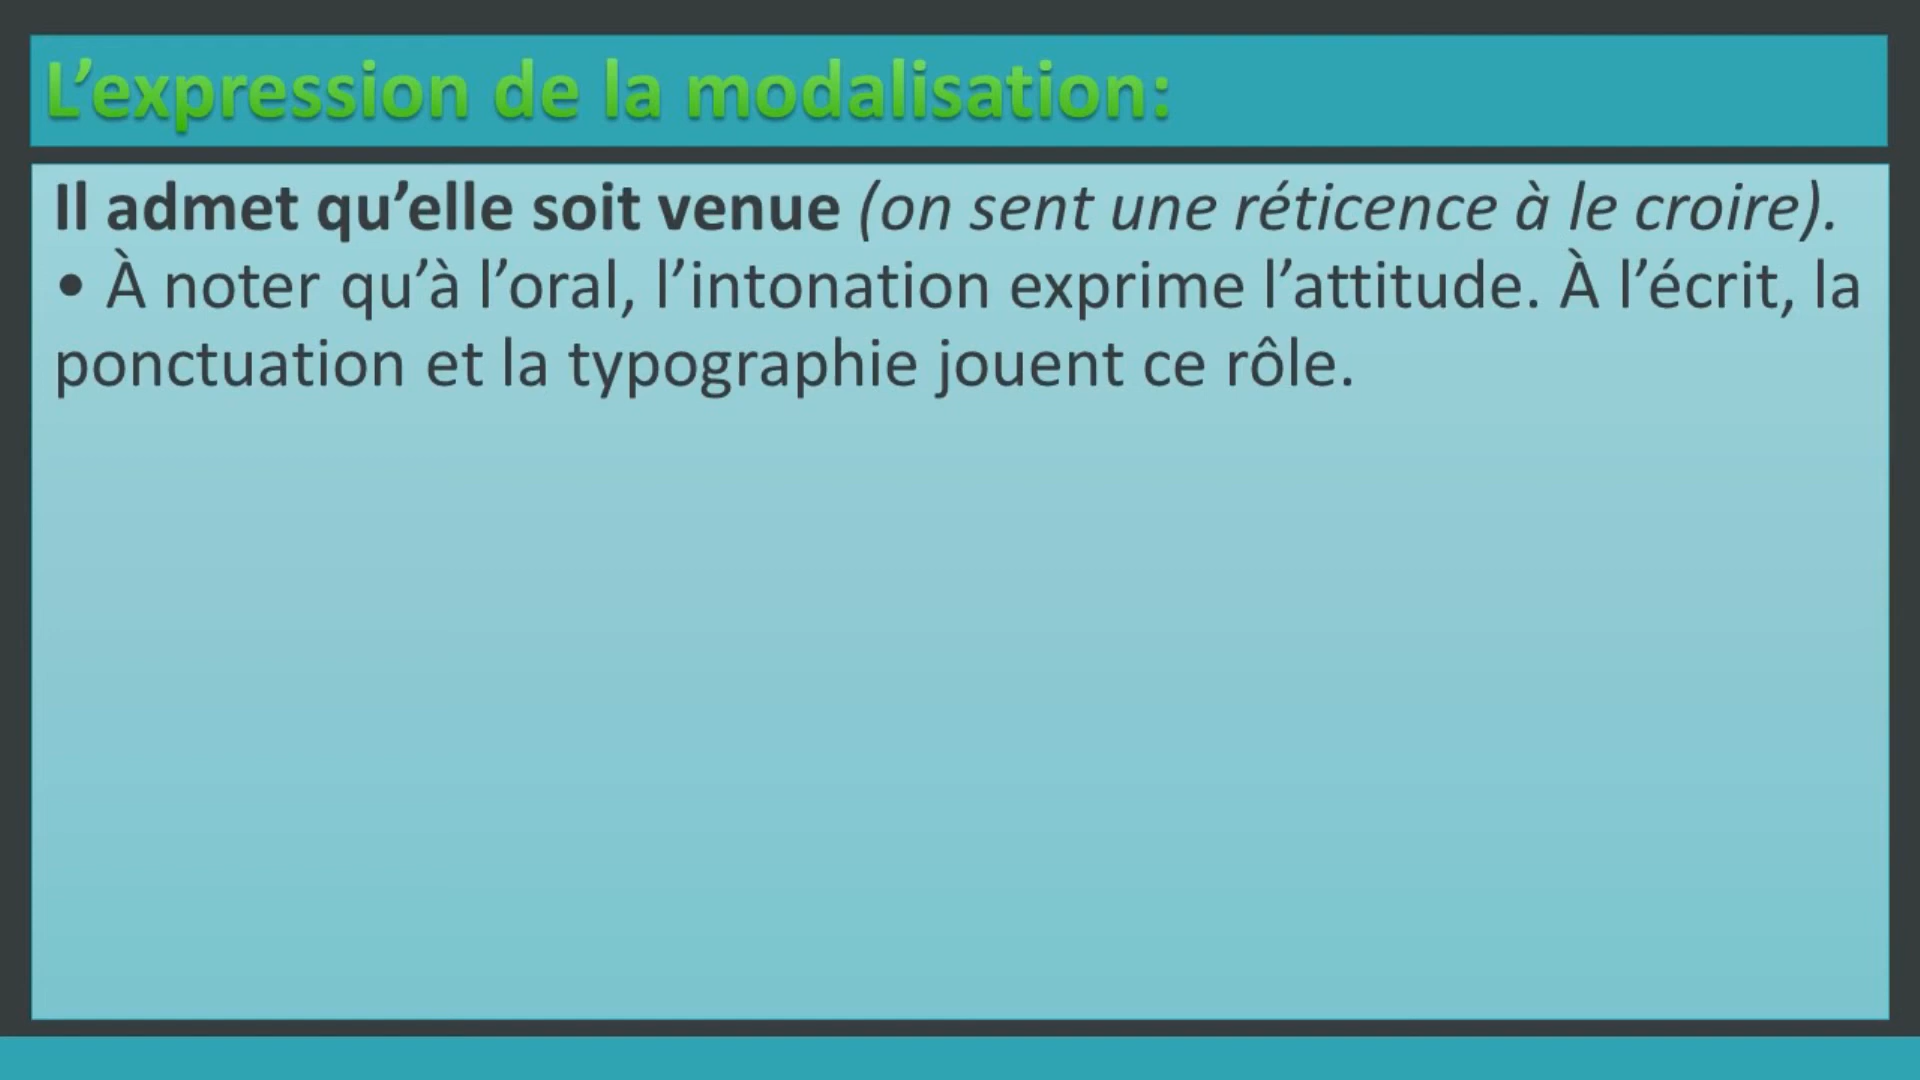 L’expression de la modalisation:
Il admet qu’elle soit venue (on sent une réticence à le croire).
• À noter qu’à l’oral, l’intonation exprime l’attitude. À l’écrit, la
ponctuation et la typographie jouent ce rôle.